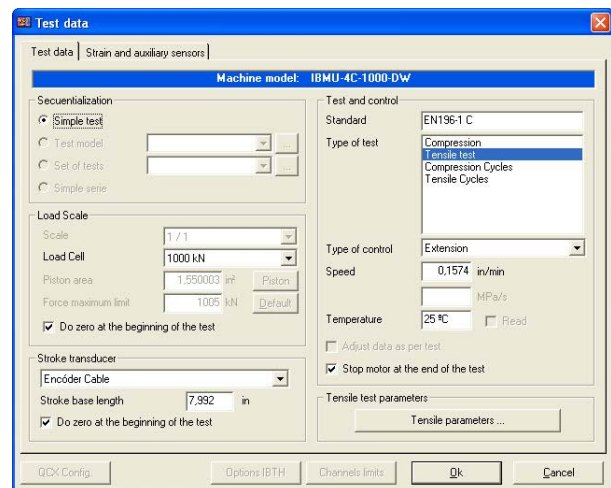 Test data
Test data
Strain and auxiliary sensors
Machine model: IBMU-4C-1000-DW
Secuentialization
Simple test
Test model
...
Set of tests
...
Simple serie
Load Scale
Scale
1 / 1
Load Cell
1000 kN
Piston area
1,550003
in²
Piston
Force maximum limit
1005
kN
Default
Do zero at the beginning of the test
Stroke transducer
Encóder Cable
Stroke base length
7,992
in
Do zero at the beginning of the test
Test and control
Standard
EN196-1 C
Type of test
Compression
Tensile test
Compression Cycles
Tensile Cycles
Type of control
Extension
Speed
0,1574
in/min
MPa/s
Temperature
25 ºC
Read
Adjust data as per test
Stop motor at the end of the test
Tensile test parameters
Tensile parameters ...
QCX Config.
Options IBTH
Channels limits
Ok
Cancel